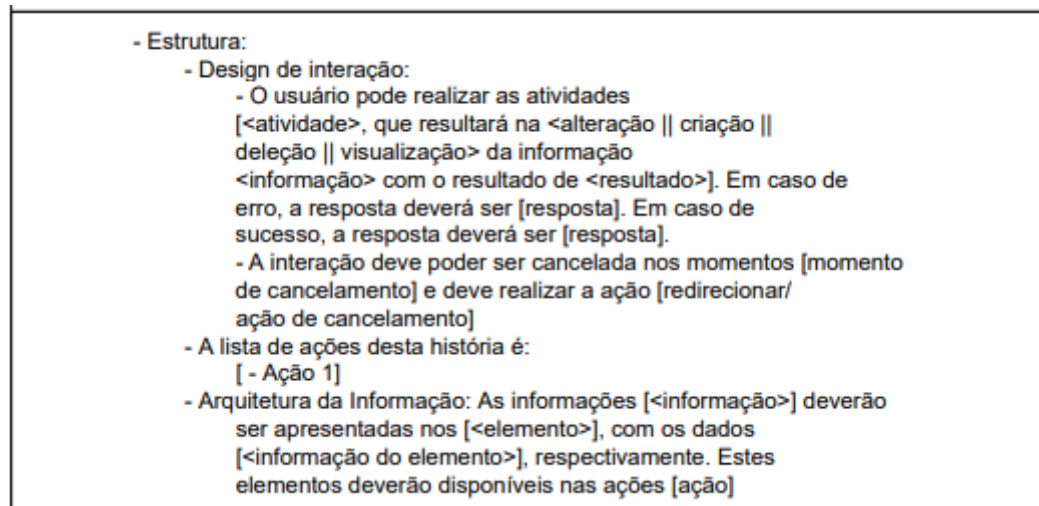 - Estrutura:
- Design de interação:
- O usuário pode realizar as atividades
[<atividade>, que resultará na <alteração || criação ||
deleção || visualização> da informação
<informação> com o resultado de <resultado>]. Em caso de
erro, a resposta deverá ser [resposta]. Em caso de
sucesso, a resposta deverá ser [resposta].
- A interação deve poder ser cancelada nos momentos [momento
de cancelamento] e deve realizar a ação [redirecionar/
ação de cancelamento]
- A lista de ações desta história é:
[ - Ação 1]
- Arquitetura da Informação: As informações [<informação>] deverão
ser apresentadas nos [<elemento>], com os dados
[<informação do elemento>], respectivamente. Estes
elementos deverão disponíveis nas ações [ação]